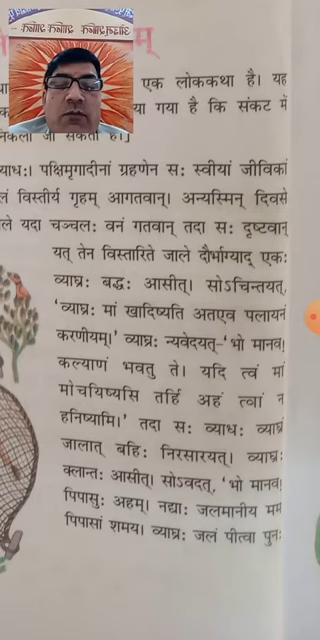 म्
एक लोककथा है। यह
या गया है कि संकट में
निकला जा सकता है।]
व्याधः। पक्षिमृगादीनां ग्रहणेन सः स्वीयां जीविकां
विस्तीर्य गृहम् आगतवान्। अन्यस्मिन् दिवसे
यदा चञ्चलः वनं गतवान् तदा सः दृष्टवान्
यत् तेन विस्तारिते जाले दौर्भाग्याद् एकः
व्याघ्रः बद्धः आसीत्। सोऽचिन्तयत्,
'व्याघ्रः मां खादिष्यति अतएव पलायनं
करणीयम्।' व्याघ्रः न्यवेदयत्-'भो मानव!
कल्याणं भवतु ते। यदि त्वं मां
मोचयिष्यसि तर्हि अहं त्वां न
हनिष्यामि।' तदा सः व्याधः व्याघ्रं
जालात् बहिः निरसारयत्। व्याघ्रः
क्लान्तः आसीत्। सोऽवदत्, 'भो मानव!
पिपासुः अहम्। नद्याः जलमानीय मम
पिपासां शमय। व्याघ्रः जलं पीत्वा पुनः